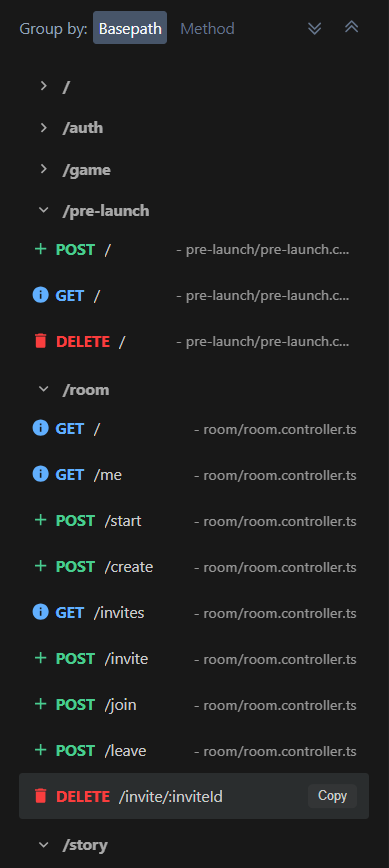 Group by: Basepath Method
/
/auth
/game
/pre-launch
POST / - pre-launch/pre-launch.c...
GET / - pre-launch/pre-launch.c...
DELETE / - pre-launch/pre-launch.c...
/room
GET / - room/room.controller.ts
GET /me - room/room.controller.ts
POST /start - room/room.controller.ts
POST /create - room/room.controller.ts
GET /invites - room/room.controller.ts
POST /invite - room/room.controller.ts
POST /join - room/room.controller.ts
POST /leave - room/room.controller.ts
DELETE /invite/:inviteId Copy
/story